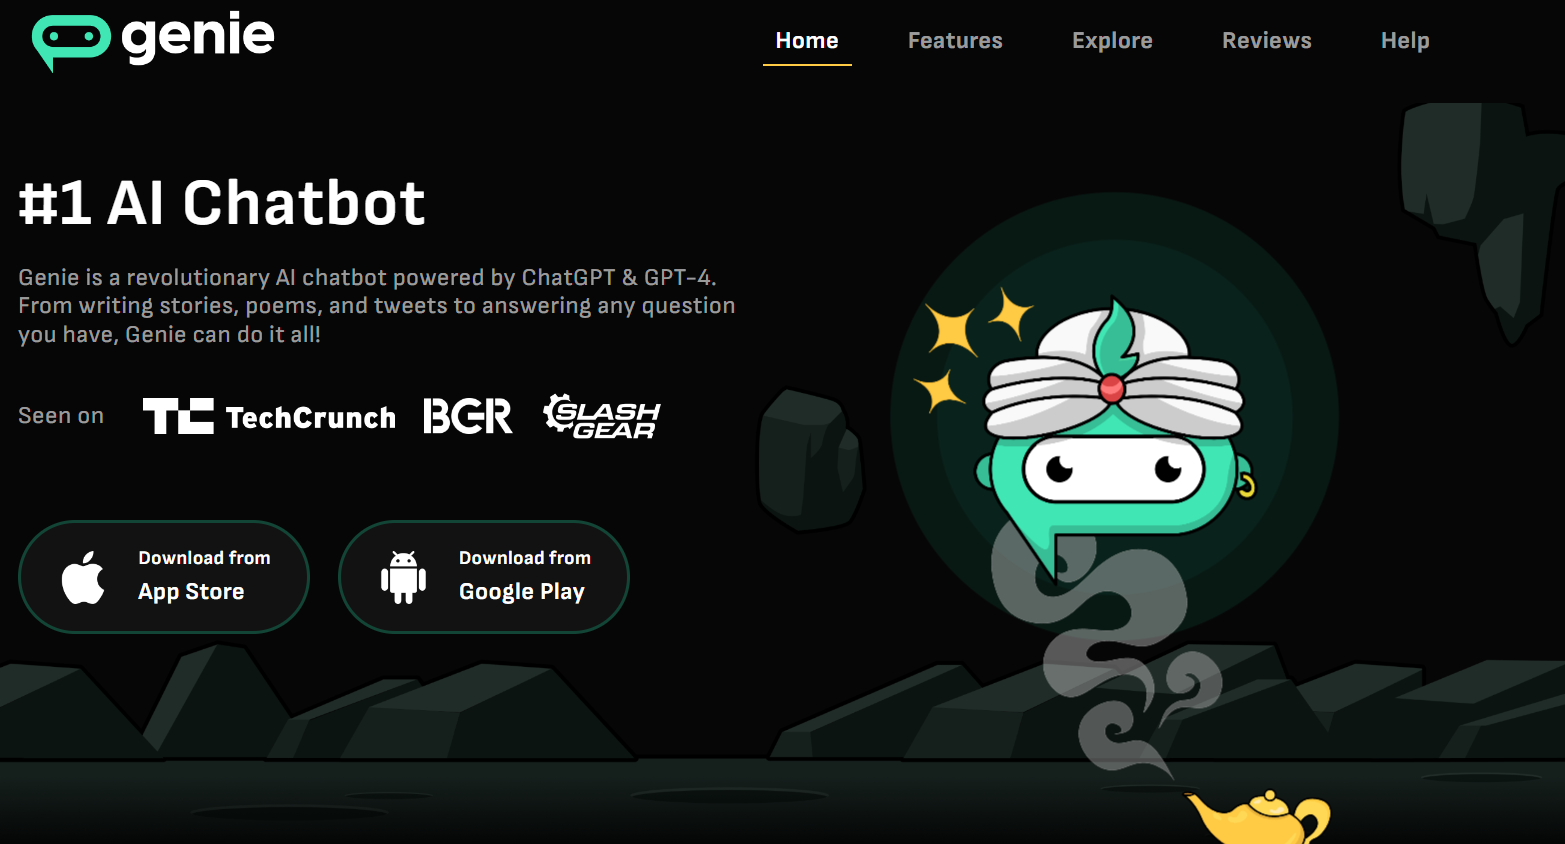 genie
Home
Features
Explore
Reviews
Help
#1 AI Chatbot
Genie is a revolutionary AI chatbot powered by ChatGPT & GPT-4.
From writing stories, poems, and tweets to answering any question
you have, Genie can do it all!
Seen on
TC TechCrunch
BGR
SLASH
GEAR
Download from
App Store
Download from
Google Play